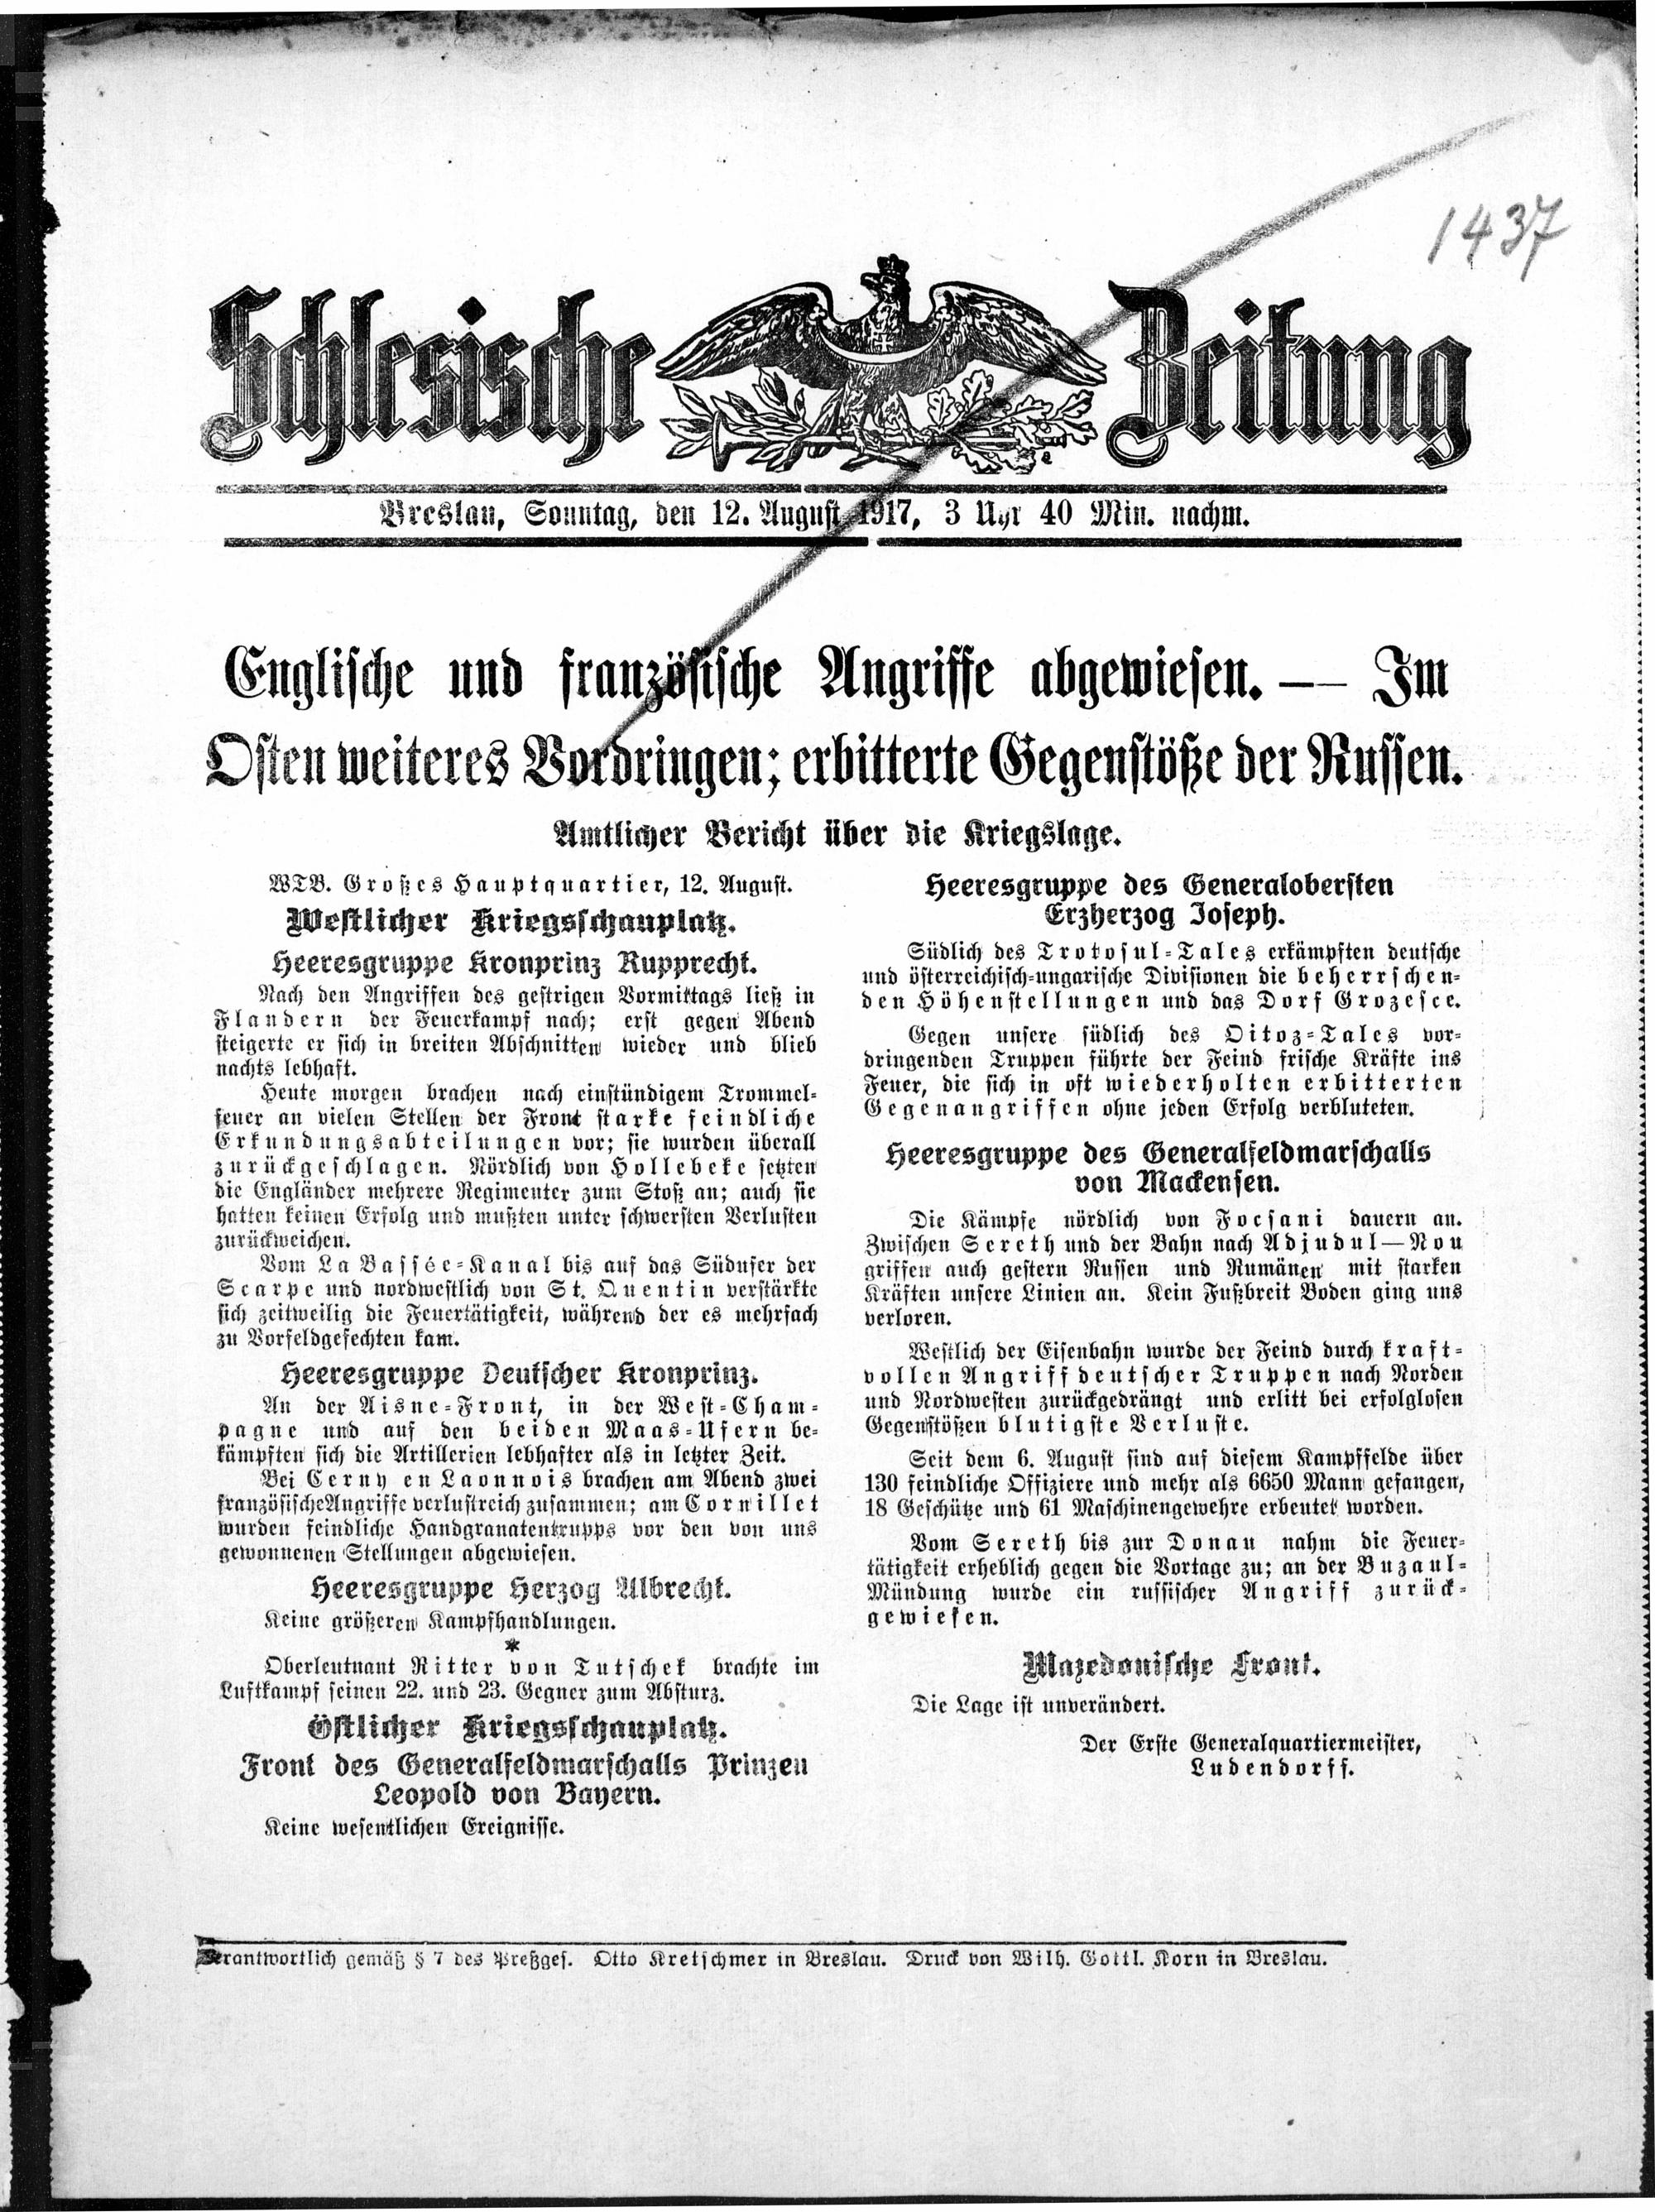 1437
Schlesische Zeitung
Breslau, Sonntag, den 12. August 1917, 3 Uhr 40 Min. nachm.
Englische und französische Angriffe abgewiesen. — Im
Osten weiteres Vordringen; erbitterte Gegenstöße der Russen.
Amtlicher Bericht über die Kriegslage.
WTB. Großes Hauptquartier, 12. August.
Westlicher Kriegsschauplatz.
Heeresgruppe Kronprinz Rupprecht.
Nach den Angriffen des gestrigen Vormittags ließ in
Flandern der Feuerkampf nach; erst gegen Abend
steigerte er sich in breiten Abschnitten wieder und blieb
nachts lebhaft.
Heute morgen brachen nach einstündigem Trommel-
feuer an vielen Stellen der Front starke feindliche
Erkundungsabteilungen vor; sie wurden überall
zurückgeschlagen. Nördlich von Hollebeke setzten
die Engländer mehrere Regimenter zum Stoß an; auch sie
hatten keinen Erfolg und mußten unter schwersten Verlusten
zurückweichen.
Vom La Bassée-Kanal bis auf das Südufer der
Scarpe und nordwestlich von St. Quentin verstärkte
sich zeitweilig die Feuertätigkeit, während der es mehrfach
zu Vorfeldgefechten kam.
Heeresgruppe Deutscher Kronprinz.
An der Aisne-Front, in der West-Cham-
pagne und auf den beiden Maas-Ufern be-
kämpften sich die Artillerien lebhafter als in letzter Zeit.
Bei Cerny en Laonnois brachen am Abend zwei
französische Angriffe verlustreich zusammen; am Cornillet
wurden feindliche Handgranatentrupps vor den von uns
gewonnenen Stellungen abgewiesen.
Heeresgruppe Herzog Albrecht.
Keine größeren Kampfhandlungen.
*
Oberleutnant Ritter von Tutschek brachte im
Luftkampf seinen 22. und 23. Gegner zum Absturz.
Östlicher Kriegsschauplatz.
Front des Generalfeldmarschalls Prinzen
Leopold von Bayern.
Keine wesentlichen Ereignisse.
Heeresgruppe des Generalobersten
Erzherzog Joseph.
Südlich des Trotosul-Tales erkämpften deutsche
und österreichisch-ungarische Divisionen die beherrschen-
den Höhenstellungen und das Dorf Grozesce.
Gegen unsere südlich des Oitoz-Tales vor-
dringenden Truppen führte der Feind frische Kräfte ins
Feuer, die sich in oft wiederholten erbitterten
Gegenangriffen ohne jeden Erfolg verbluteten.
Heeresgruppe des Generalfeldmarschalls
von Mackensen.
Die Kämpfe nördlich von Focsani dauern an.
Zwischen Sereth und der Bahn nach Adjudul—Nou
griffen auch gestern Russen und Rumänen mit starken
Kräften unsere Linien an. Kein Fußbreit Boden ging uns
verloren.
Westlich der Eisenbahn wurde der Feind durch kraft-
vollen Angriff deutscher Truppen nach Norden
und Nordwesten zurückgedrängt und erlitt bei erfolglosen
Gegenstößen blutigste Verluste.
Seit dem 6. August sind auf diesem Kampffelde über
130 feindliche Offiziere und mehr als 6650 Mann gefangen,
18 Geschütze und 61 Maschinengewehre erbeutet worden.
Vom Sereth bis zur Donau nahm die Feuer-
tätigkeit erheblich gegen die Vortage zu; an der Buzaul-
Mündung wurde ein russischer Angriff zurück-
gewiesen.
Mazedonische Front.
Die Lage ist unverändert.
Der Erste Generalquartiermeister,
Ludendorff.
Verantwortlich gemäß § 7 des Preßges. Otto Kretschmer in Breslau. Druck von Wilh. Gottl. Korn in Breslau.